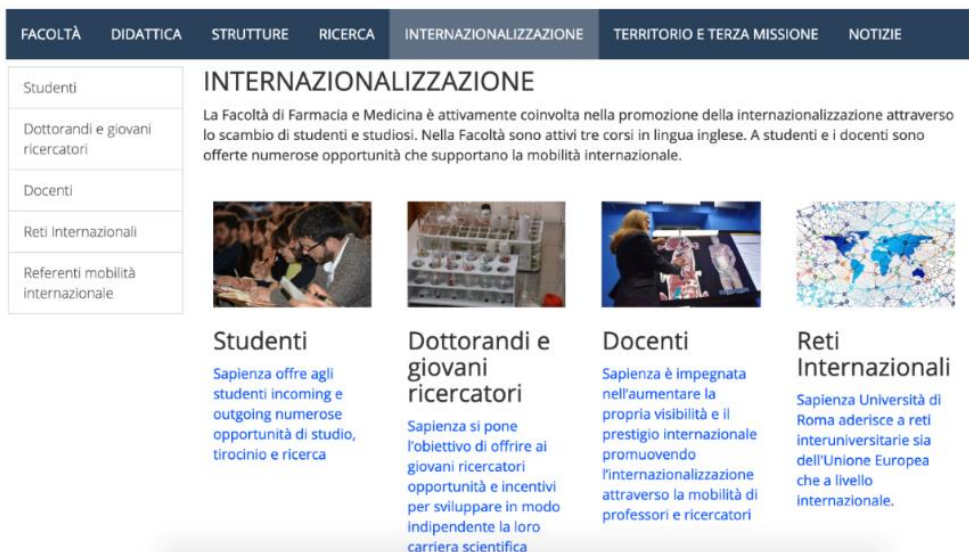 FACOLTÀ DIDATTICA STRUTTURE RICERCA INTERNAZIONALIZZAZIONE TERRITORIO E TERZA MISSIONE NOTIZIE
Studenti
Dottorandi e giovani
ricercatori
Docenti
Reti Internazionali
Referenti mobilità
internazionale
INTERNAZIONALIZZAZIONE
La Facoltà di Farmacia e Medicina è attivamente coinvolta nella promozione della internazionalizzazione attraverso
lo scambio di studenti e studiosi. Nella Facoltà sono attivi tre corsi in lingua inglese. A studenti e i docenti sono
offerte numerose opportunità che supportano la mobilità internazionale.
Studenti
Sapienza offre agli
studenti incoming e
outgoing numerose
opportunità di studio,
tirocinio e ricerca
Dottorandi e
giovani
ricercatori
Sapienza si pone
l'obiettivo di offrire ai
giovani ricercatori
opportunità e incentivi
per sviluppare in modo
indipendente la loro
carriera scientifica
Docenti
Sapienza è impegnata
nell'aumentare la
propria visibilità e il
prestigio internazionale
promuovendo
l'internazionalizzazione
attraverso la mobilità di
professori e ricercatori
Reti
Internazionali
Sapienza Università di
Roma aderisce a reti
interuniversitarie sia
dell'Unione Europea
che a livello
internazionale.